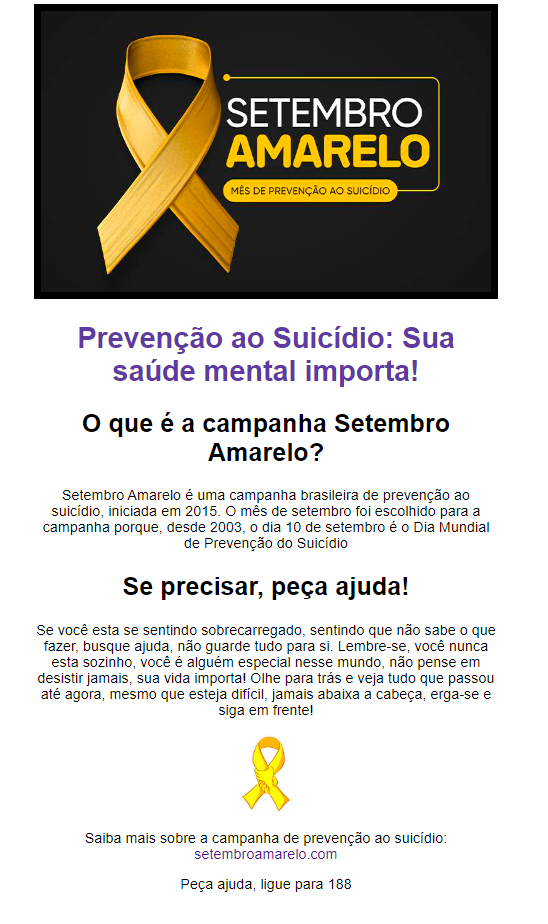 SETEMBRO
AMARELO
MÊS DE PREVENÇÃO AO SUICÍDIO
Prevenção ao Suicídio: Sua
saúde mental importa!
O que é a campanha Setembro
Amarelo?
Setembro Amarelo é uma campanha brasileira de prevenção ao
suicídio, iniciada em 2015. O mês de setembro foi escolhido para a
campanha porque, desde 2003, o dia 10 de setembro é o Dia Mundial
de Prevenção do Suicídio
Se precisar, peça ajuda!
Se você esta se sentindo sobrecarregado, sentindo que não sabe o que
fazer, busque ajuda, não guarde tudo para si. Lembre-se, você nunca
esta sozinho, você é alguém especial nesse mundo, não pense em
desistir jamais, sua vida importa! Olhe para trás e veja tudo que passou
até agora, mesmo que esteja difícil, jamais abaixa a cabeça, erga-se e
siga em frente!
Saiba mais sobre a campanha de prevenção ao suicídio:
setembroamarelo.com
Peça ajuda, ligue para 188